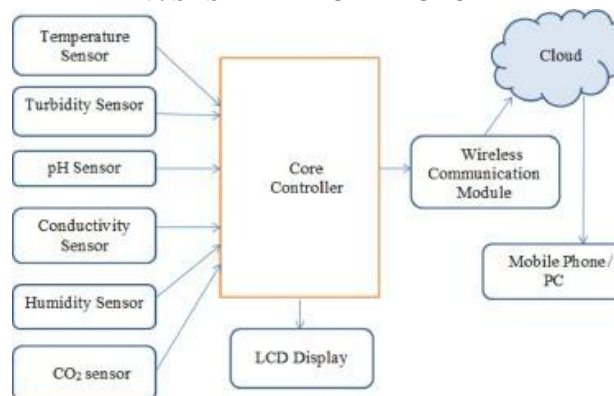 Temperature
Sensor
Turbidity Sensor
pH Sensor
Conductivity
Sensor
Humidity Sensor
CO₂ sensor
Core
Controller
LCD Display
Wireless
Communication
Module
Cloud
Mobile Phone /
PC